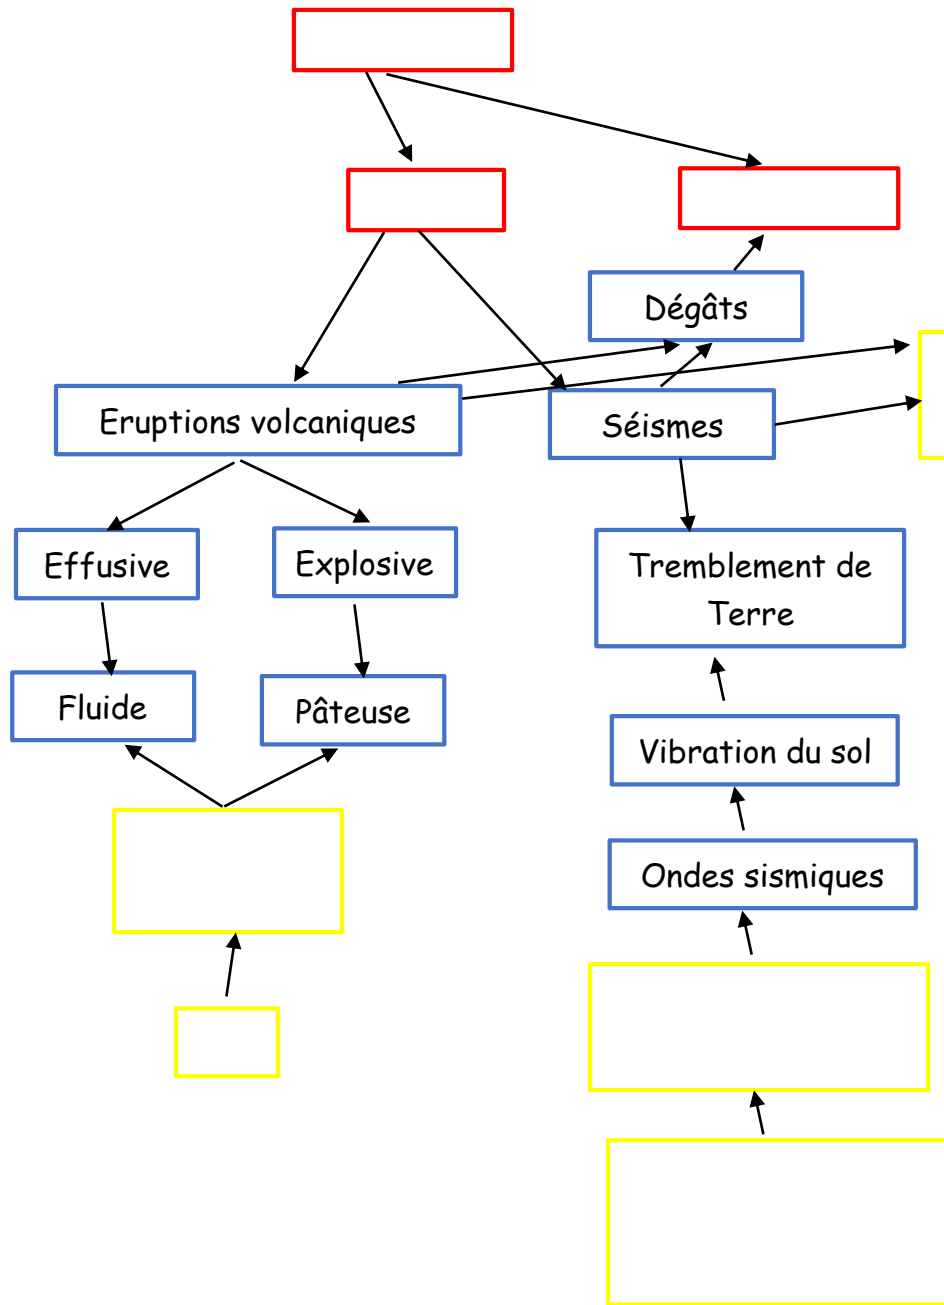 Dégâts
Eruptions volcaniques
Séismes
Effusive
Explosive
Tremblement de
Terre
Fluide
Pâteuse
Vibration du sol
Ondes sismiques